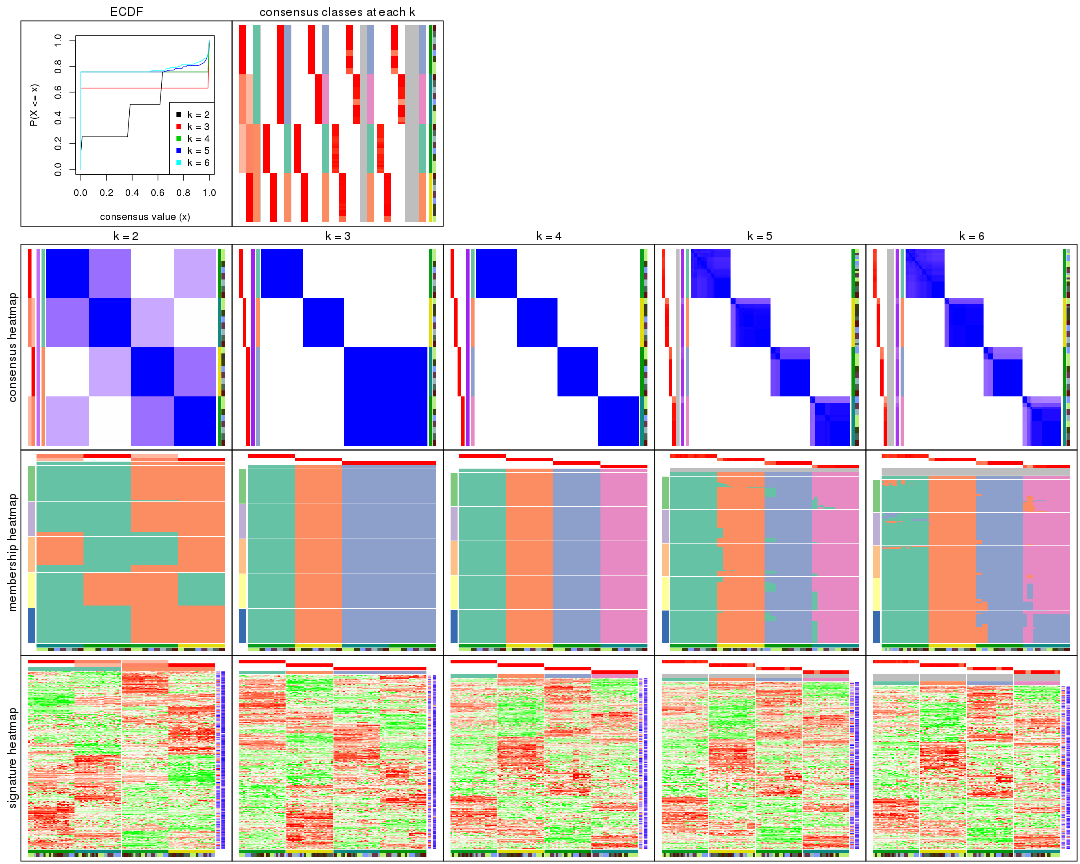 ECDF
consensus classes at each k
P(X <= x)
0.0 0.2 0.4 0.6 0.8 1.0
k = 2
k = 3
k = 4
k = 5
k = 6
0.0 0.2 0.4 0.6 0.8 1.0
consensus value (x)
k = 2 k = 3 k = 4 k = 5 k = 6
consensus heatmap
membership heatmap
signature heatmap